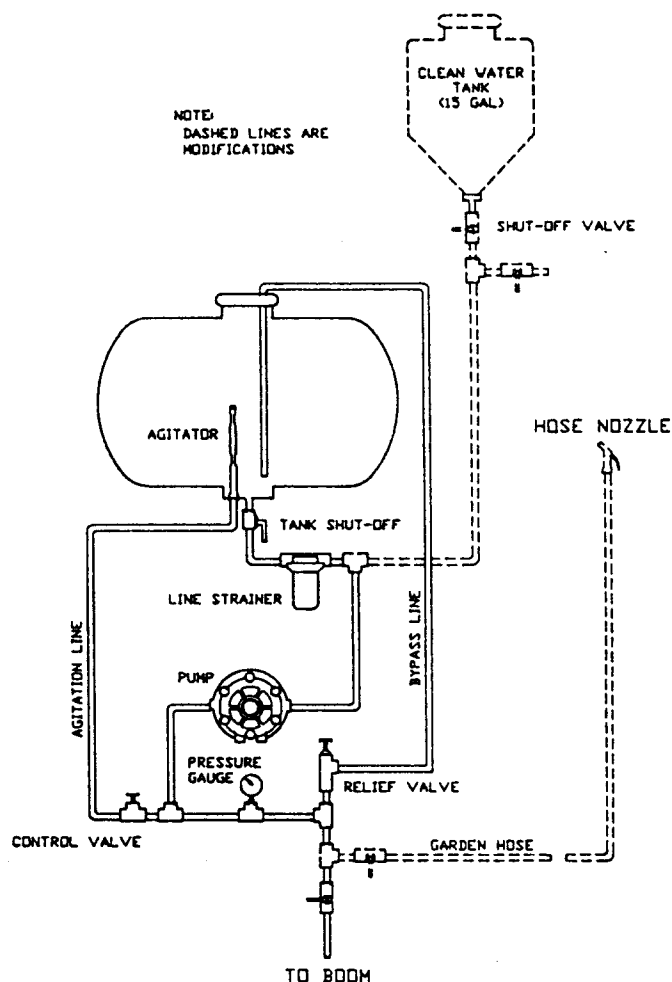 CLEAN WATER
TANK
(15 GAL)
NOTE:
DASHED LINES ARE
MODIFICATIONS
SHUT-OFF VALVE
AGITATOR
HOSE NOZZLE
TANK SHUT-OFF
LINE STRAINER
AGITATION LINE
BYPASS LINE
PUMP
PRESSURE
GAUGE
RELIEF VALVE
CONTROL VALVE
GARDEN HOSE
TO BOOM